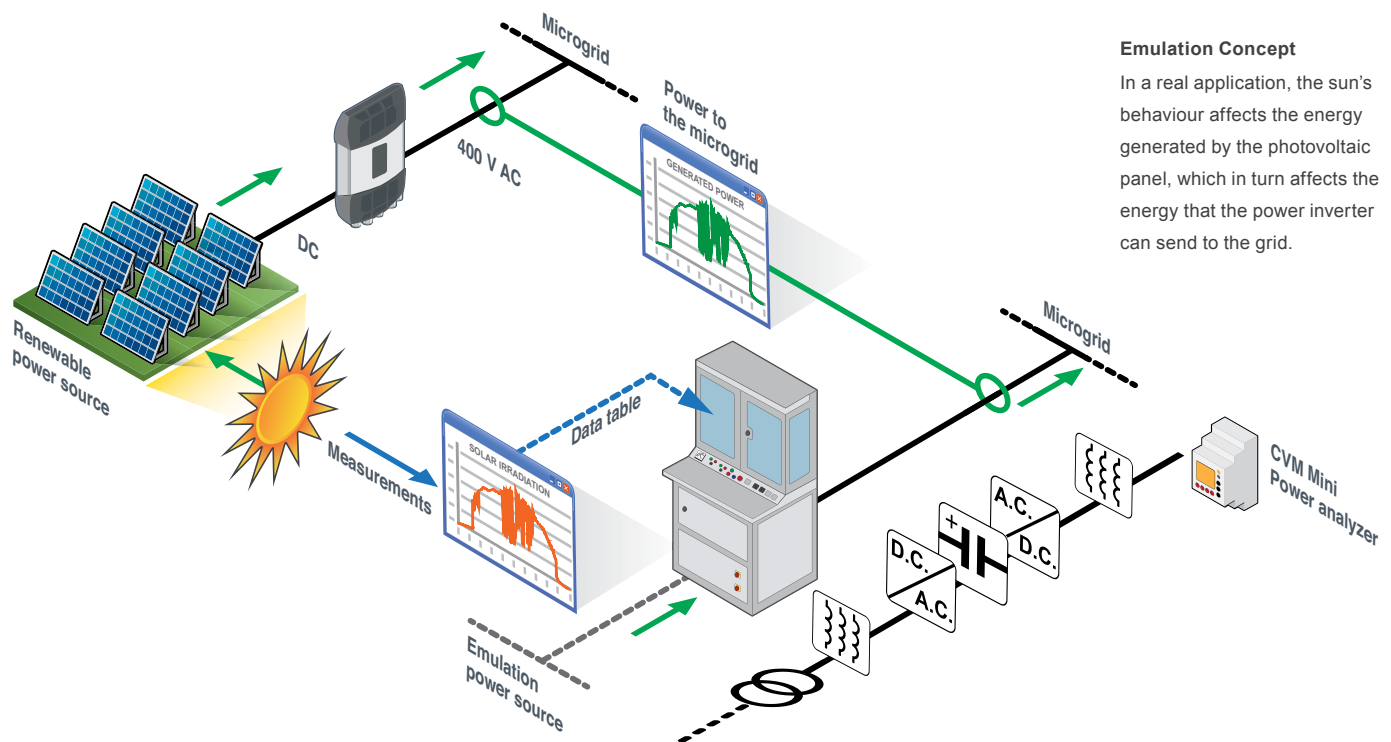 Microgrid
Emulation Concept
In a real application, the sun's
behaviour affects the energy
generated by the photovoltaic
panel, which in turn affects the
energy that the power inverter
can send to the grid.
Power to
the microgrid
400 V AC
GENERATED POWER
DC
Renewable
power source
Microgrid
Data table
Measurements
SOLAR IRRADIATION
CVM Mini
Power analyzer
A.C.
D.C.
+
D.C.
A.C.
Emulation
power source